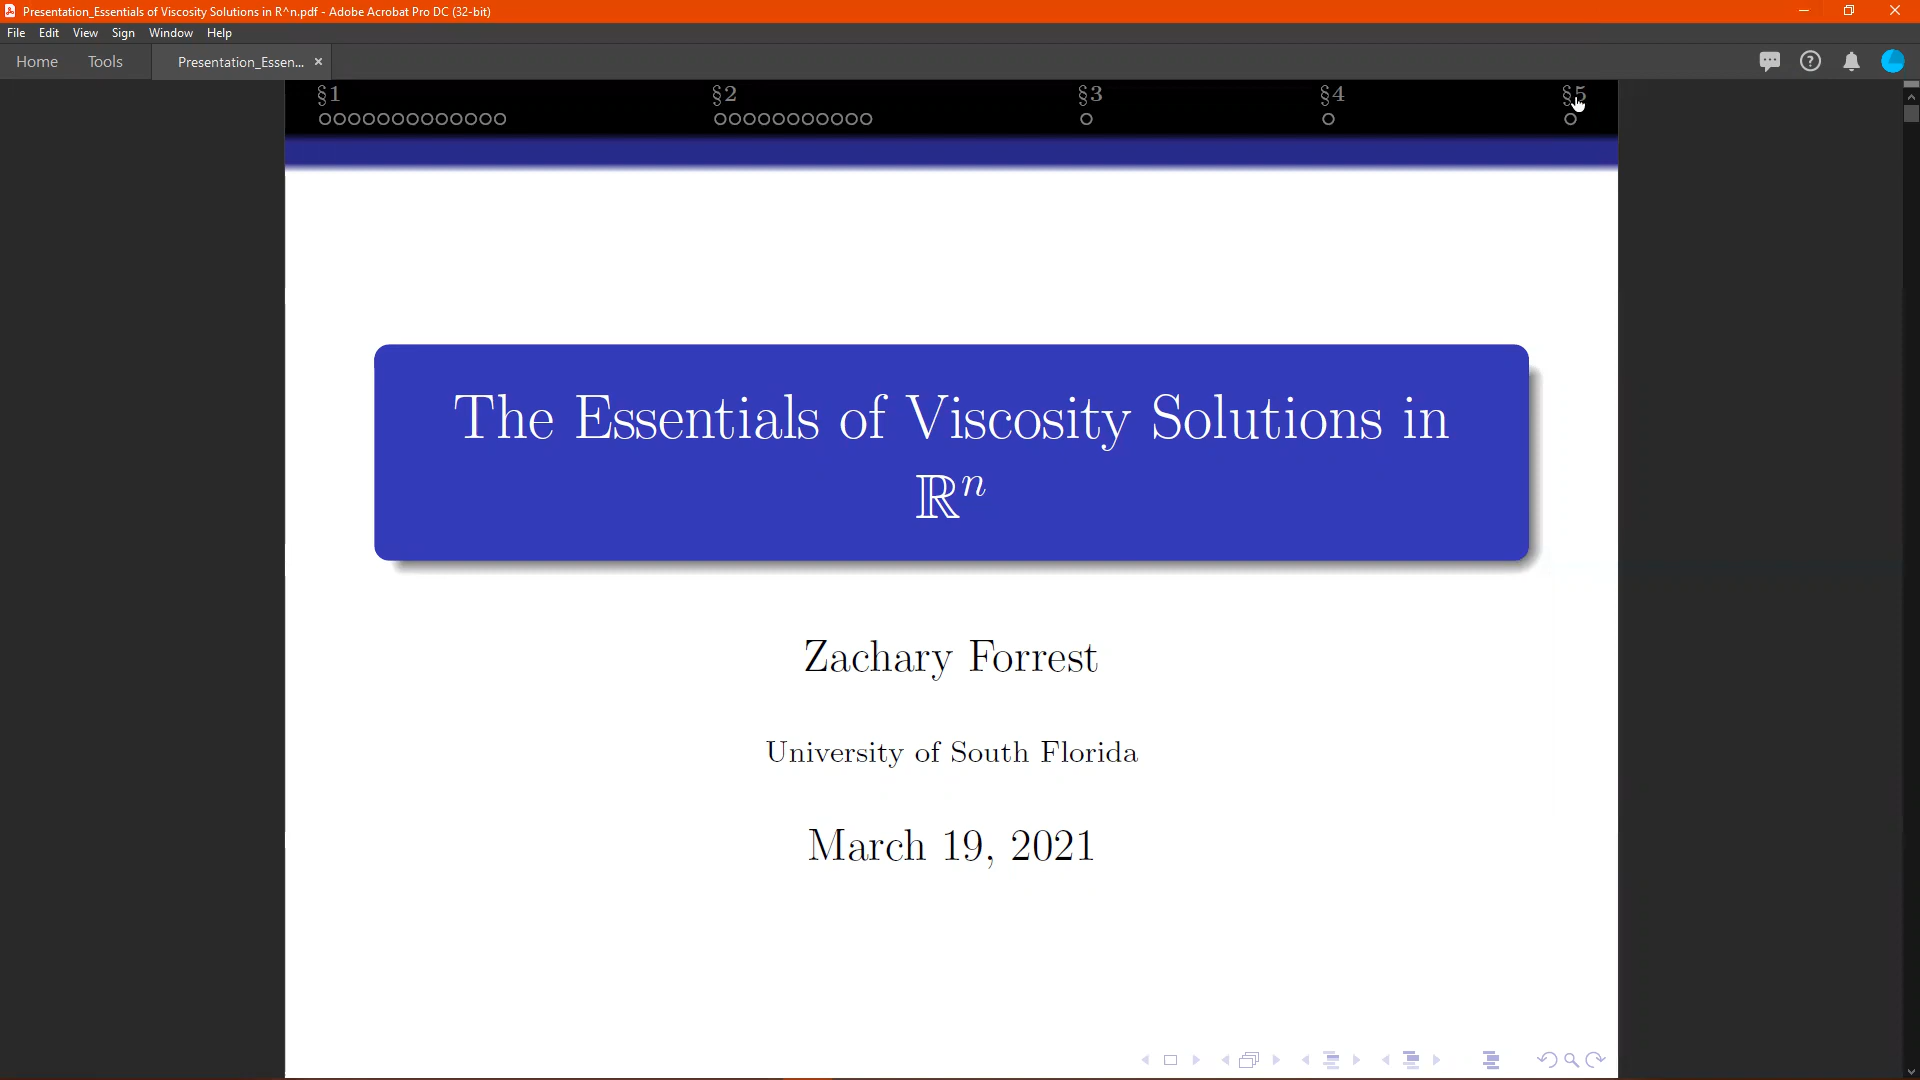 Presentation_Essentials of Viscosity Solutions in R^n.pdf - Adobe Acrobat Pro DC (32-bit)
File Edit View Sign Window Help
Home Tools Presentation_Essen... ×
§1 §2 §3 §4 §5
The Essentials of Viscosity Solutions in
ℝⁿ
Zachary Forrest
University of South Florida
March 19, 2021